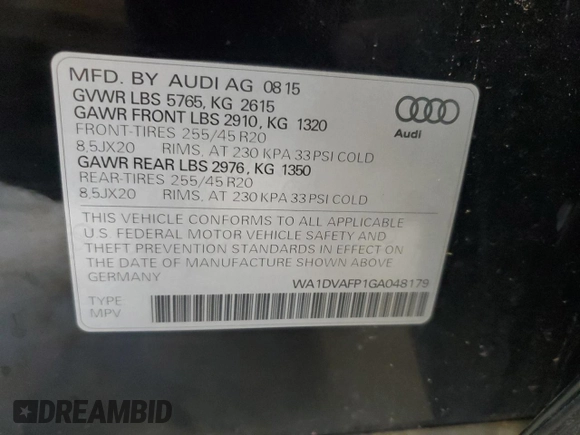 MFD. BY AUDI AG 08 15
GVWR LBS 5765, KG 2615
GAWR FRONT LBS 2910, KG 1320
FRONT-TIRES 255/45 R20
8,5JX20 RIMS, AT 230 KPA 33 PSI COLD
GAWR REAR LBS 2976, KG 1350
REAR-TIRES 255/45 R20
8,5JX20 RIMS, AT 230 KPA 33 PSI COLD
Audi
THIS VEHICLE CONFORMS TO ALL APPLICABLE
U.S. FEDERAL MOTOR VEHICLE SAFETY AND
THEFT PREVENTION STANDARDS IN EFFECT ON
THE DATE OF MANUFACTURE SHOWN ABOVE.
GERMANY
WA1DVAFP1GA048179
TYPE
MPV
DREAMBID